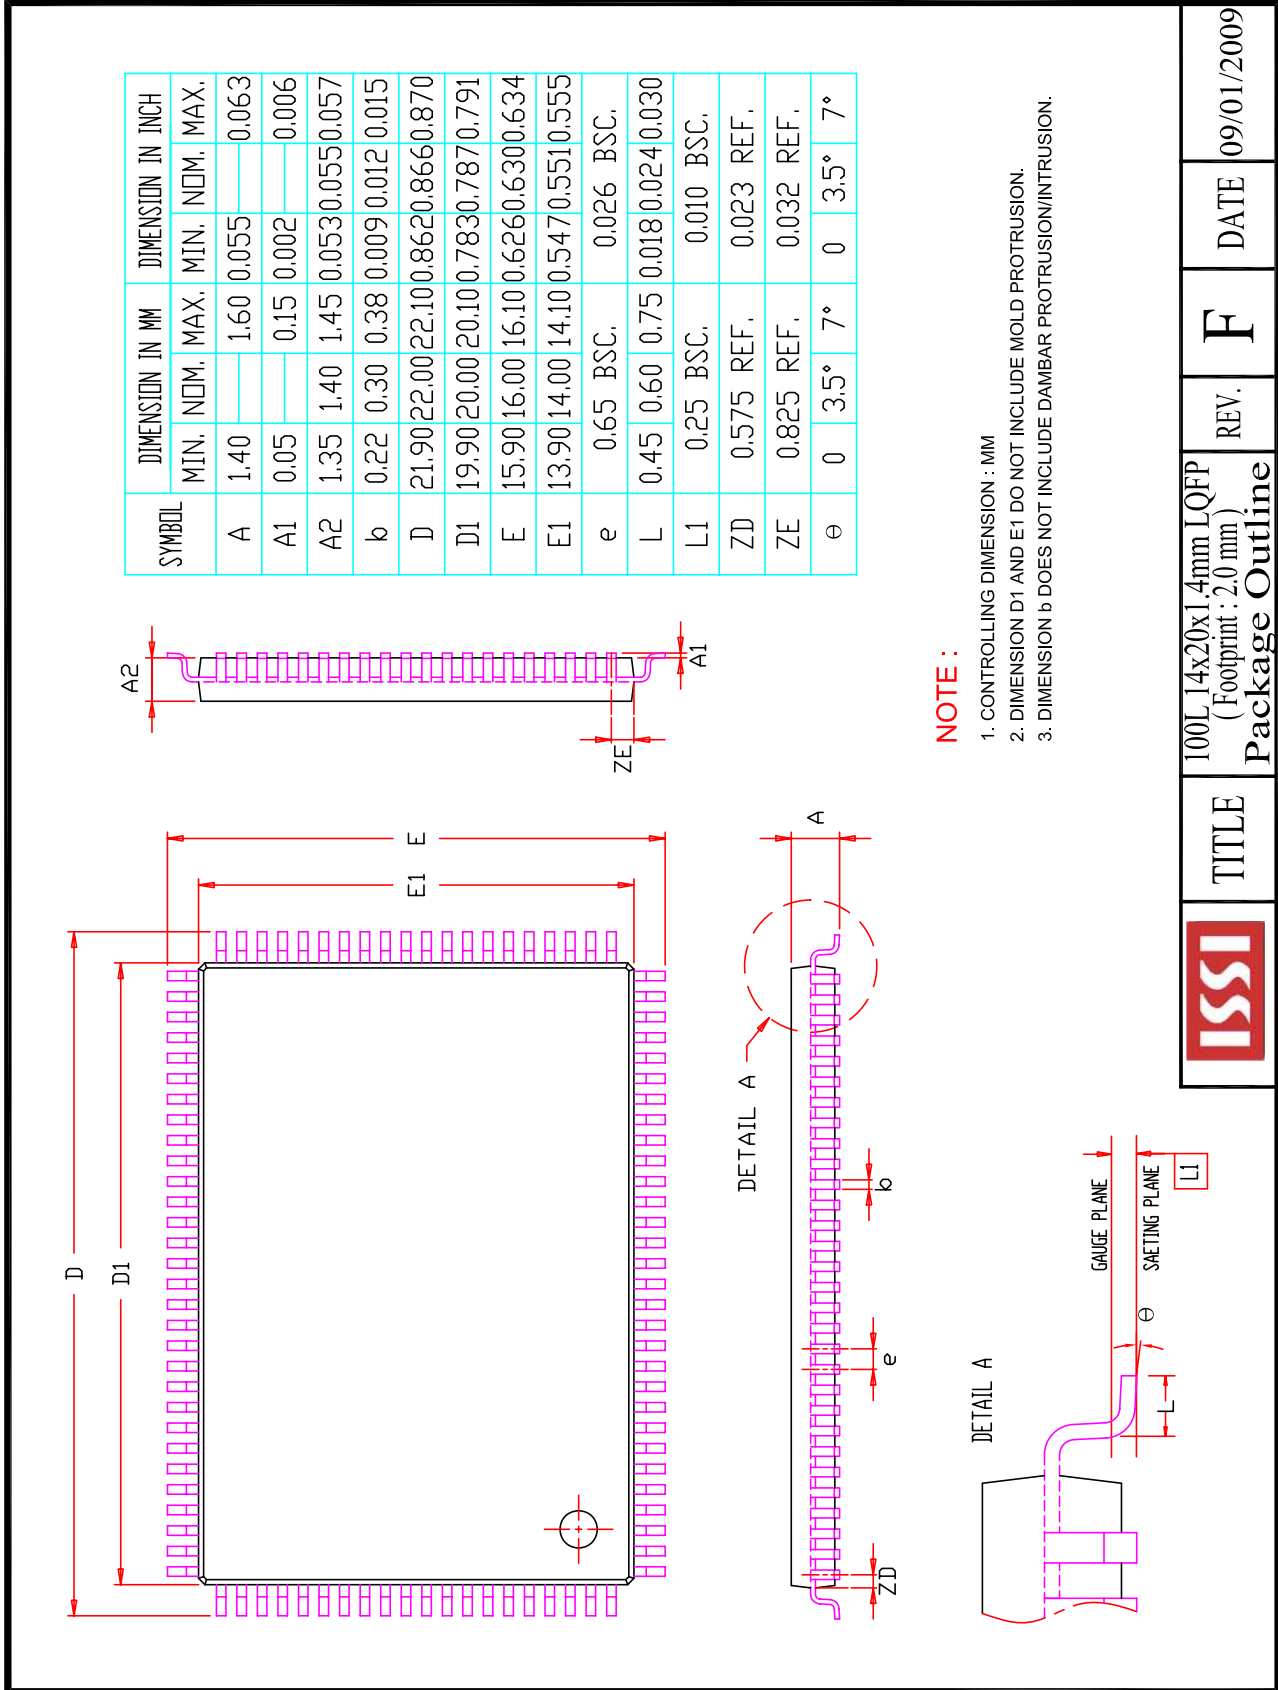 D
D1
E
E1
A2
A1
ZE
SYMBOL DIMENSION IN MM DIMENSION IN INCH
MIN. NOM. MAX. MIN. NOM. MAX.
A 1.40 1.60 0.055 0.063
A1 0.05 0.15 0.002 0.006
A2 1.35 1.40 1.45 0.053 0.055 0.057
b 0.22 0.30 0.38 0.009 0.012 0.015
D 21.90 22.00 22.10 0.862 0.866 0.870
D1 19.90 20.00 20.10 0.783 0.787 0.791
E 15.90 16.00 16.10 0.626 0.630 0.634
E1 13.90 14.00 14.10 0.547 0.551 0.555
e 0.65 BSC. 0.026 BSC.
L 0.45 0.60 0.75 0.018 0.024 0.030
L1 0.25 BSC. 0.010 BSC.
ZD 0.575 REF. 0.023 REF.
ZE 0.825 REF. 0.032 REF.
θ 0 3.5° 7° 0 3.5° 7°
DETAIL A
A
ZD
e
b
DETAIL A
GAUGE PLANE
SAETING PLANE
L
θ
L1
NOTE :
1. CONTROLLING DIMENSION : MM
2. DIMENSION D1 AND E1 DO NOT INCLUDE MOLD PROTRUSION.
3. DIMENSION b DOES NOT INCLUDE DAMBAR PROTRUSION/INTRUSION.
ISSI
TITLE
100L 14x20x1.4mm LQFP
( Footprint : 2.0 mm )
Package Outline
REV.
F
DATE
09/01/2009